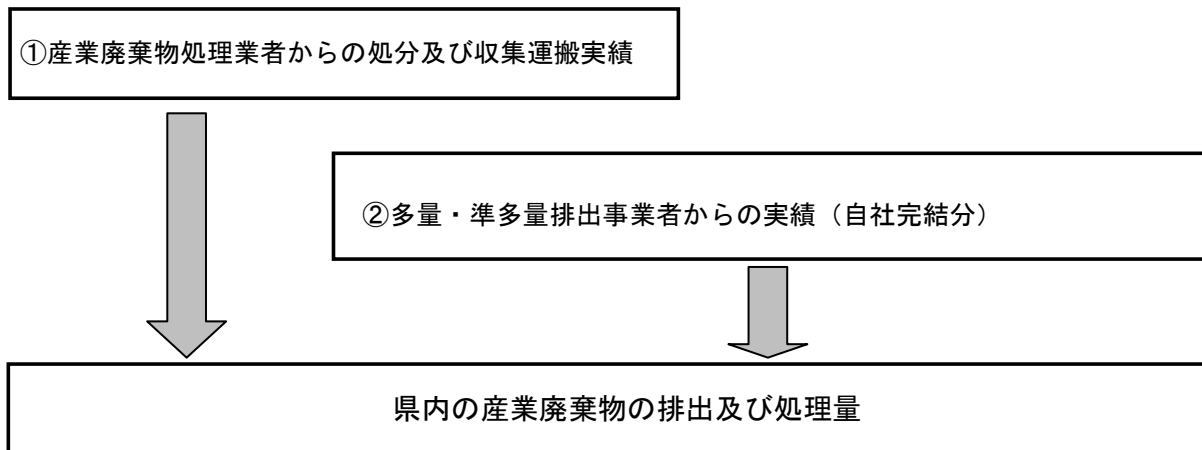 ①産業廃棄物処理業者からの処分及び収集運搬実績
②多量・準多量排出事業者からの実績（自社完結分）
県内の産業廃棄物の排出及び処理量